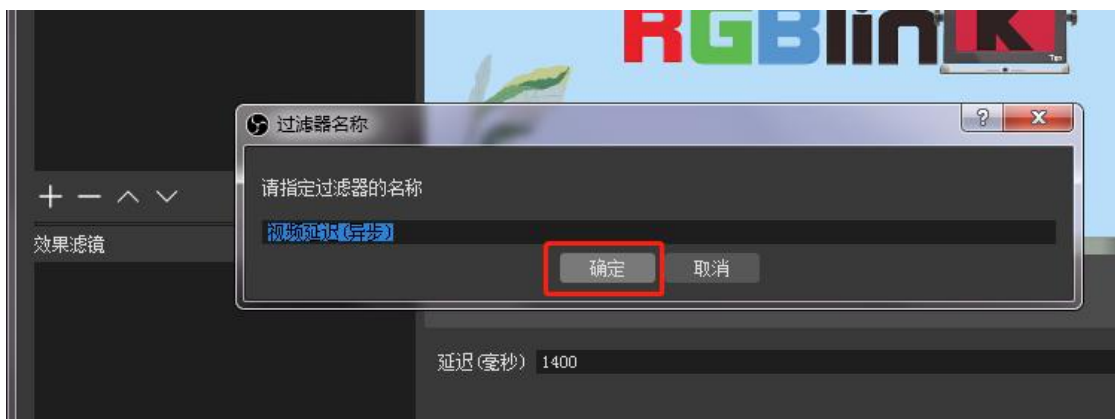 RGBlink
过滤器名称
请指定过滤器的名称
视频延迟(异步)
效果滤镜
确定 取消
延迟(毫秒) 1400